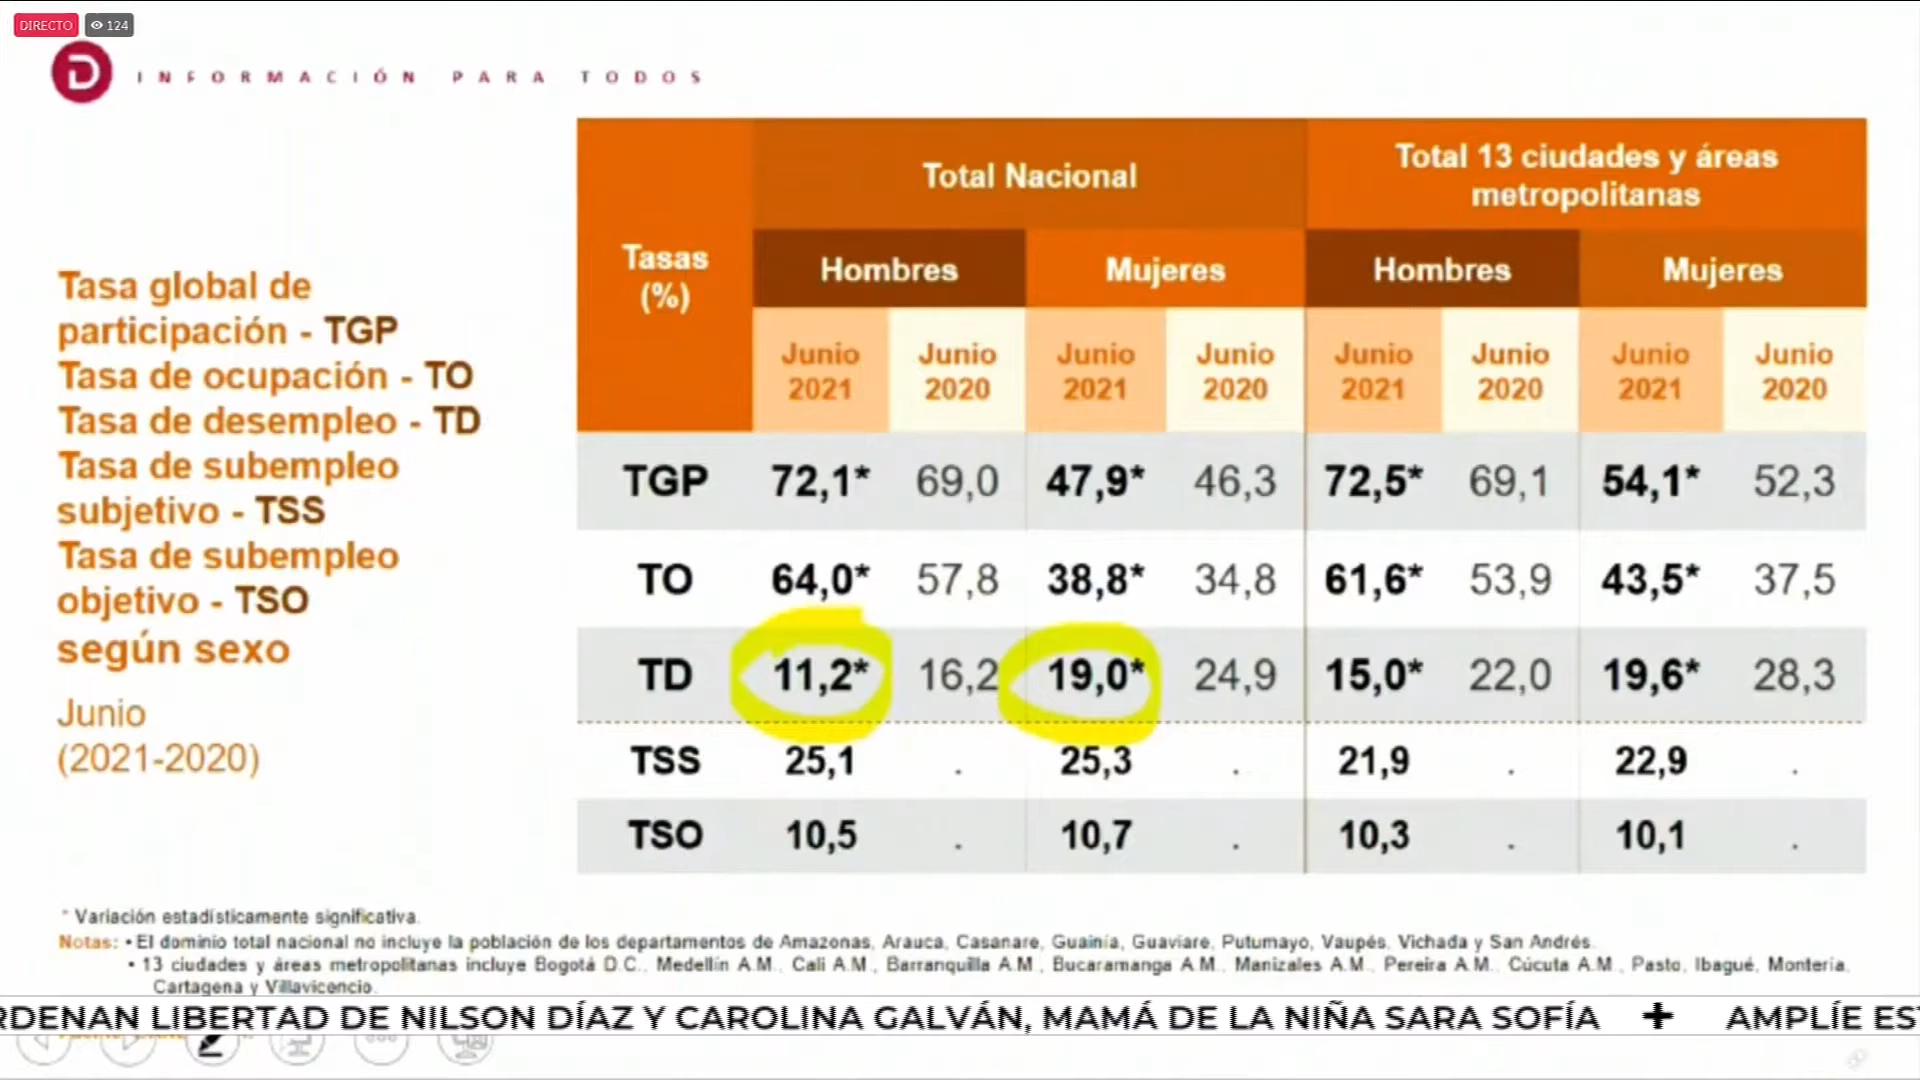 DIRECTO
124
INFORMACIÓN PARA TODOS
Tasa global de
participación - TGP
Tasa de ocupación - TO
Tasa de desempleo - TD
Tasa de subempleo
subjetivo - TSS
Tasa de subempleo
objetivo - TSO
según sexo
Junio
(2021-2020)
Tasas (%) Total Nacional Total 13 ciudades y áreas metropolitanas
Hombres Mujeres Hombres Mujeres
Junio 2021 Junio 2020 Junio 2021 Junio 2020 Junio 2021 Junio 2020 Junio 2021 Junio 2020
TGP 72,1* 69,0 47,9* 46,3 72,5* 69,1 54,1* 52,3
TO 64,0* 57,8 38,8* 34,8 61,6* 53,9 43,5* 37,5
TD 11,2* 16,2 19,0* 24,9 15,0* 22,0 19,6* 28,3
TSS 25,1 . 25,3 . 21,9 . 22,9 .
TSO 10,5 . 10,7 . 10,3 . 10,1 .
* Variación estadísticamente significativa.
Notas: • El dominio total nacional no incluye la población de los departamentos de Amazonas, Arauca, Casanare, Guainía, Guaviare, Putumayo, Vaupés, Vichada y San Andrés.
• 13 ciudades y áreas metropolitanas incluye Bogotá D.C., Medellín A.M., Cali A.M., Barranquilla A.M., Bucaramanga A.M., Manizales A.M., Pereira A.M., Cúcuta A.M., Pasto, Ibagué, Montería,
Cartagena y Villavicencio.
RDENAN LIBERTAD DE NILSON DÍAZ Y CAROLINA GALVÁN, MAMÁ DE LA NIÑA SARA SOFÍA + AMPLÍE ES